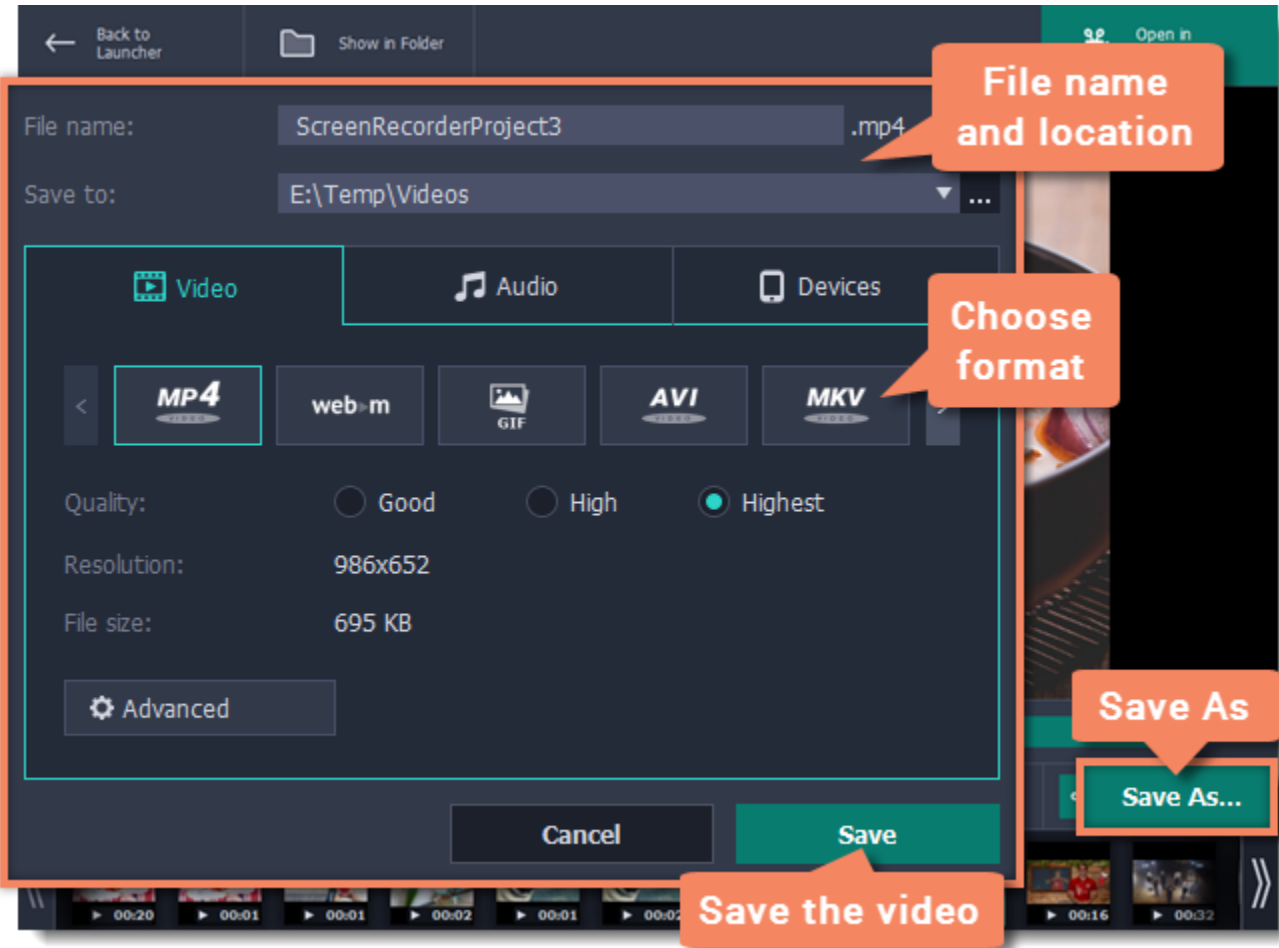 Back to
Launcher
Show in Folder
Open in
File name
and location
File name:
ScreenRecorderProject3
.mp4
Save to:
E:\Temp\Videos
...
Video
Audio
Devices
Choose
format
<
MP4
VIDEO
web m
GIF
AVI
VIDEO
MKV
VIDEO
Quality:
Good
High
Highest
Resolution:
986x652
File size:
695 KB
Advanced
Save As
Save As...
Cancel
Save
Save the video
00:20
00:01
00:01
00:02
00:01
00:16
00:32